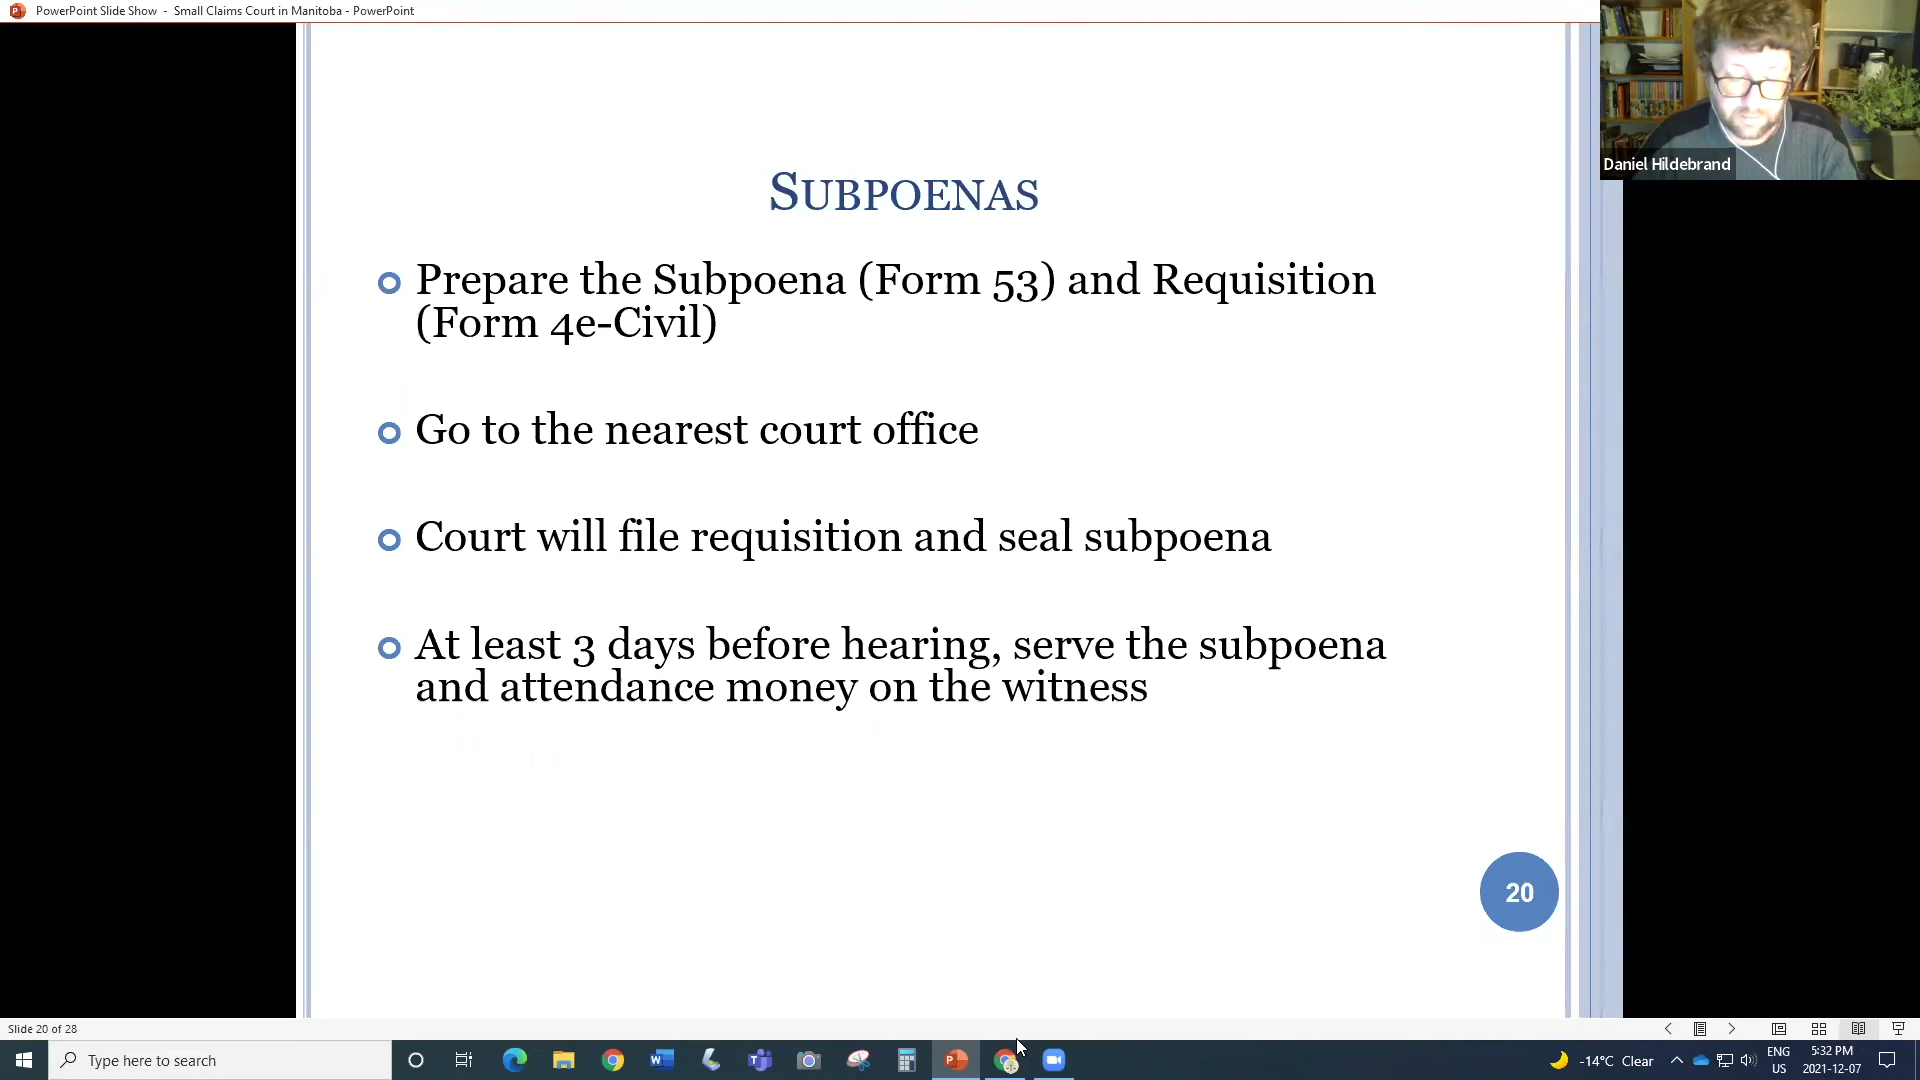 PowerPoint Slide Show - Small Claims Court in Manitoba - PowerPoint
Daniel Hildebrand
SUBPOENAS
Prepare the Subpoena (Form 53) and Requisition
(Form 4e-Civil)
Go to the nearest court office
Court will file requisition and seal subpoena
At least 3 days before hearing, serve the subpoena
and attendance money on the witness
20
Slide 20 of 28
Type here to search
-14°C Clear
ENG
US
5:32 PM
2021-12-07